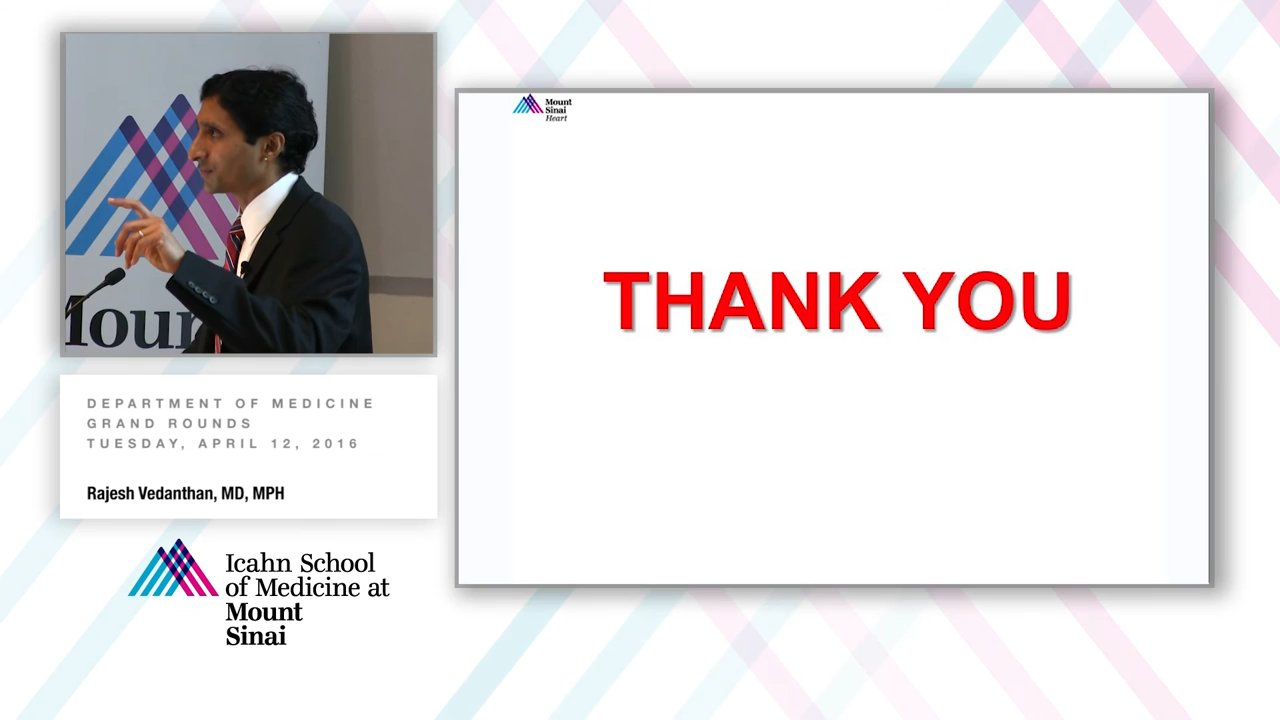 DEPARTMENT OF MEDICINE
GRAND ROUNDS
TUESDAY, APRIL 12, 2016
Rajesh Vedanthan, MD, MPH
Icahn School
of Medicine at
Mount
Sinai
Mount
Sinai
Heart
THANK YOU